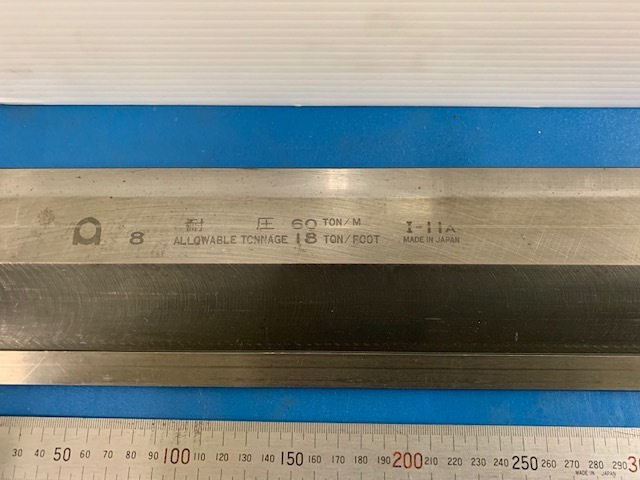 8 耐 圧 60 TON/M I-11A
ALLOWABLE TONNAGE 18 TON/FOOT MADE IN JAPAN
30 40 50 60 70 80 90 100 110 120 130 140 150 160 170 180 190 200 210 220 230 240 250 260 270 280 290 3
MADE IN JAPAN